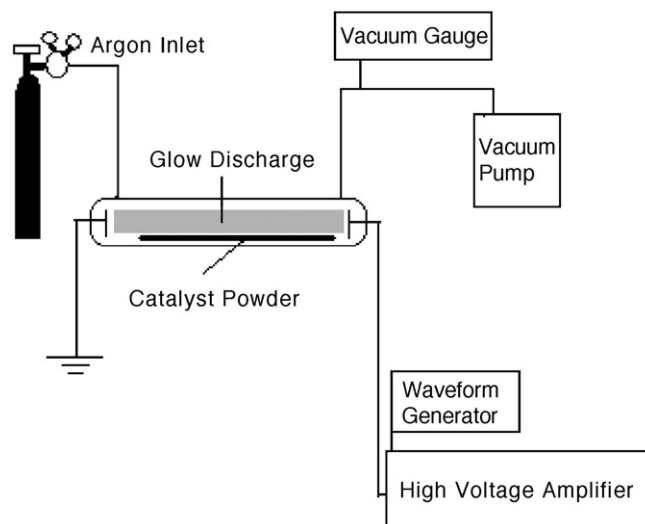 Argon Inlet
Vacuum Gauge
Glow Discharge
Vacuum
Pump
Catalyst Powder
Waveform
Generator
High Voltage Amplifier